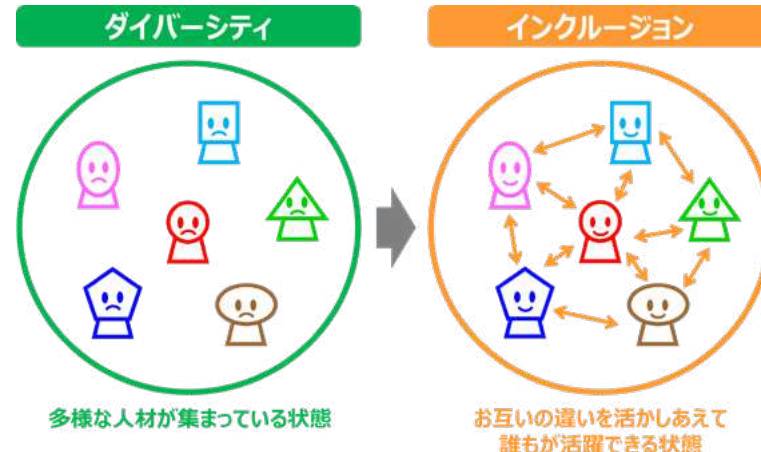 ダイバーシティ
インクルージョン
多様な人材が集まっている状態
お互いの違いを活かしあえて
誰もが活躍できる状態